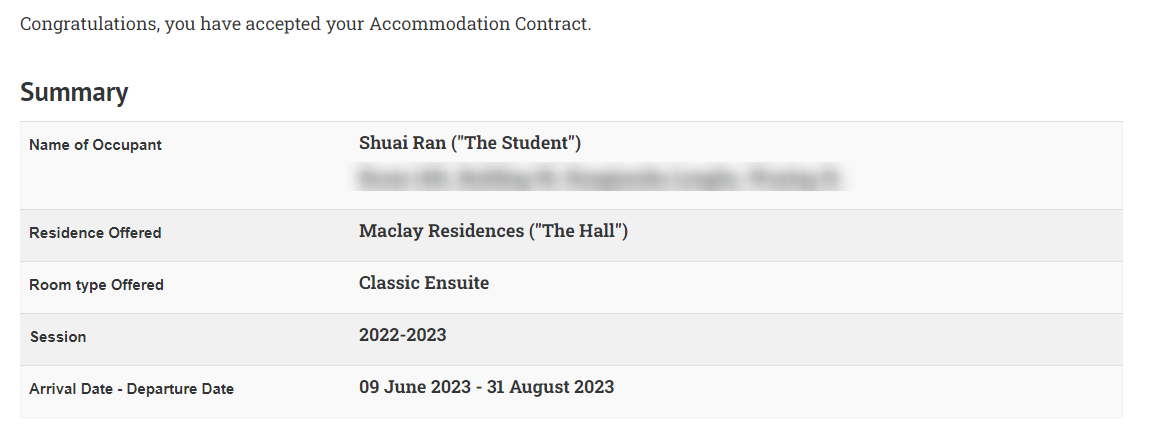 Congratulations, you have accepted your Accommodation Contract.
Summary
Name of Occupant
Shuai Ran ("The Student")
Residence Offered
Maclay Residences ("The Hall")
Room type Offered
Classic Ensuite
Session
2022-2023
Arrival Date - Departure Date
09 June 2023 - 31 August 2023